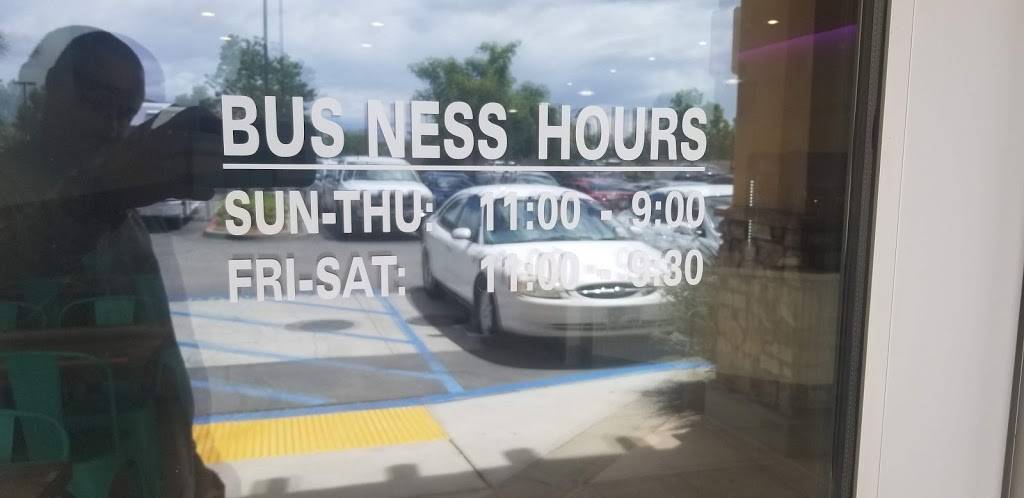 BUS NESS HOURS
SUN-THU: 11:00 - 9:00
FRI-SAT: 11:00 - 9:30